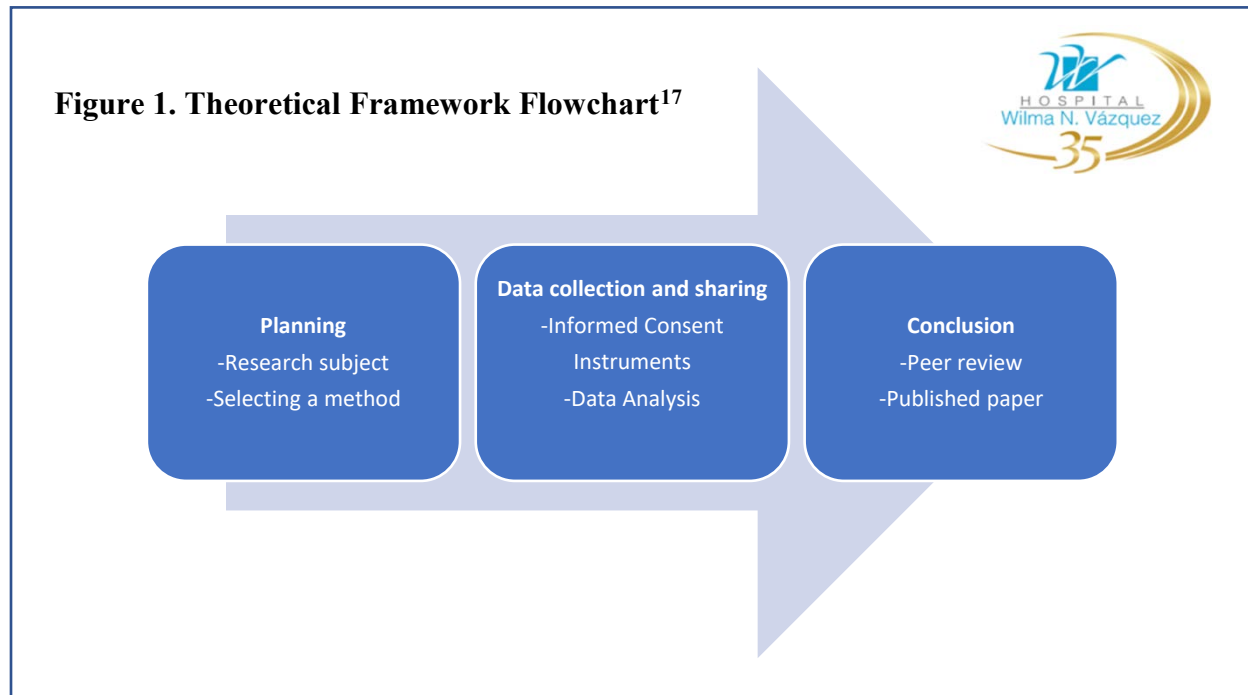 Figure 1. Theoretical Framework Flowchart17
HOSPITAL
Wilma N. Vázquez
35
Planning
-Research subject
-Selecting a method
Data collection and sharing
-Informed Consent
Instruments
-Data Analysis
Conclusion
-Peer review
-Published paper